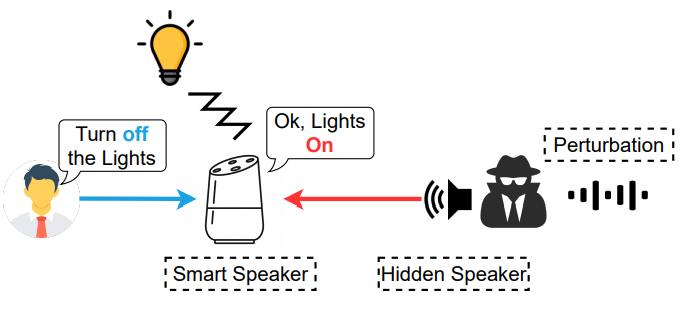 Turn off
the Lights
Ok, Lights
On
Perturbation
Smart Speaker
Hidden Speaker